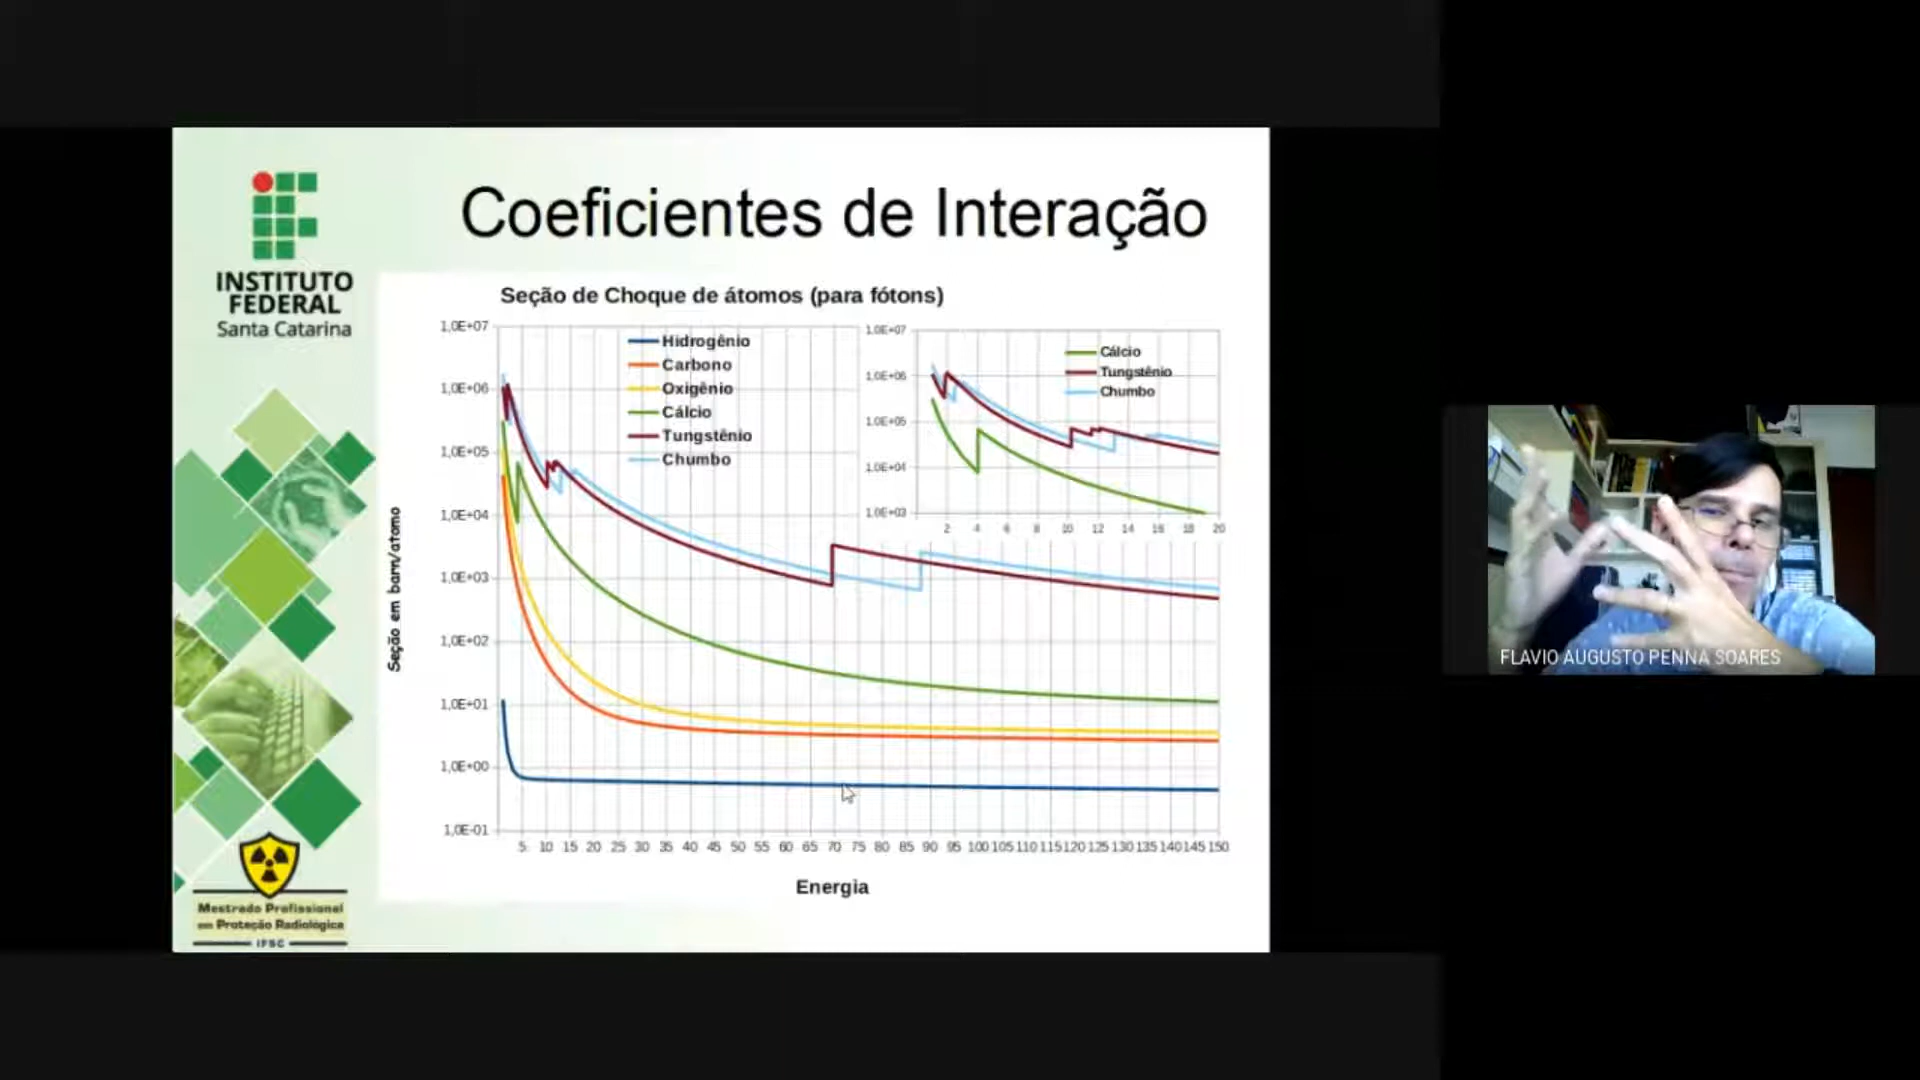 INSTITUTO
FEDERAL
Santa Catarina
Mestrado Profissional
em Proteção Radiológica
IFSC
Coeficientes de Interação
Seção de Choque de átomos (para fótons)
Seção em barn/atomo
1,0E+07
1,0E+06
1,0E+05
1,0E+04
1,0E+03
1,0E+02
1,0E+01
1,0E+00
1,0E-01
Hidrogênio
Carbono
Oxigênio
Cálcio
Tungstênio
Chumbo
5 10 15 20 25 30 35 40 45 50 55 60 65 70 75 80 85 90 95 100 105 110 115 120 125 130 135 140 145 150
Energia
1,0E+07
1,0E+06
1,0E+05
1,0E+04
1,0E+03
Cálcio
Tungstênio
Chumbo
2 4 6 8 10 12 14 16 18 20
FLAVIO AUGUSTO PENNA SOARES